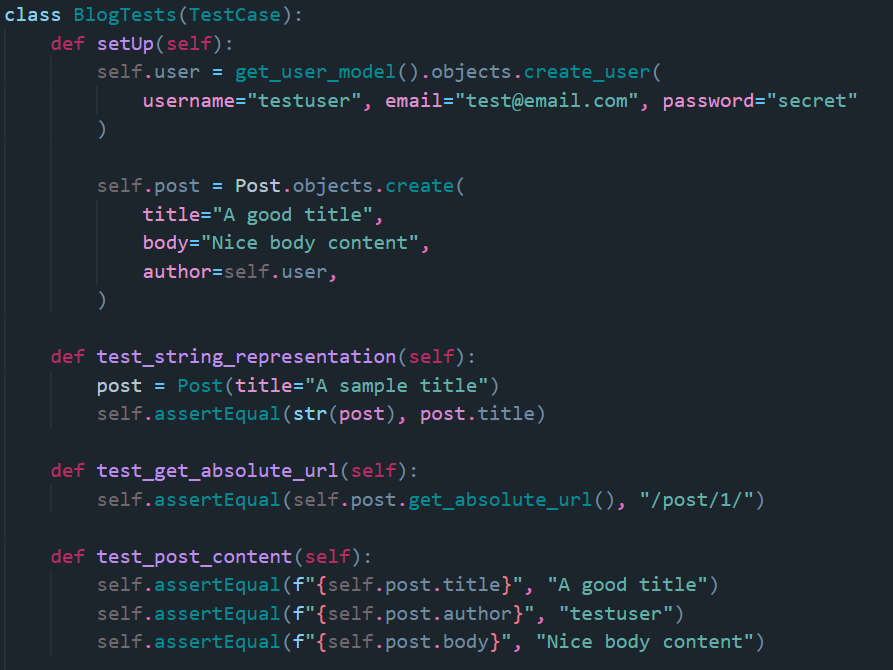 class BlogTests(TestCase):
    def setUp(self):
        self.user = get_user_model().objects.create_user(
            username="testuser", email="test@email.com", password="secret"
        )

        self.post = Post.objects.create(
            title="A good title",
            body="Nice body content",
            author=self.user,
        )

    def test_string_representation(self):
        post = Post(title="A sample title")
        self.assertEqual(str(post), post.title)

    def test_get_absolute_url(self):
        self.assertEqual(self.post.get_absolute_url(), "/post/1/")

    def test_post_content(self):
        self.assertEqual(f"{self.post.title}", "A good title")
        self.assertEqual(f"{self.post.author}", "testuser")
        self.assertEqual(f"{self.post.body}", "Nice body content")